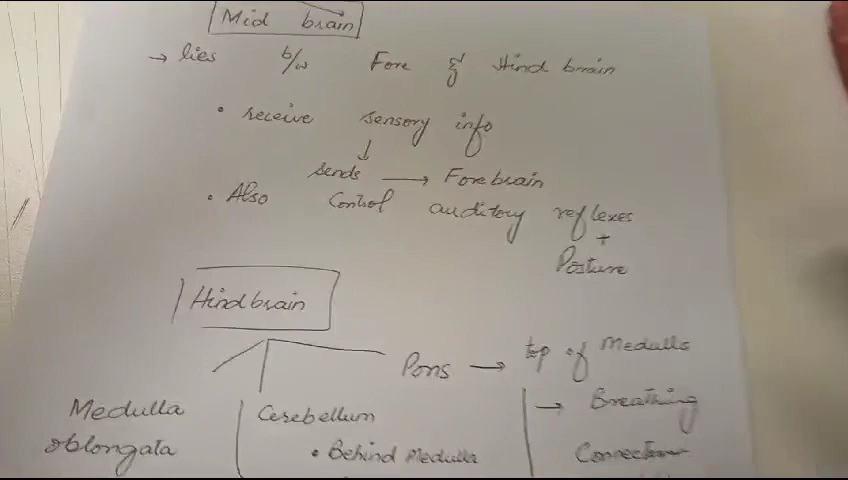 Mid brain
→ lies b/w Fore & Hind brain
• receive sensory info
↓
sends → Forebrain
• Also control auditory reflexes
+
Posture
Hindbrain
Pons → top of Medulla
Medulla oblongata
Cerebellum
• Behind Medulla
→ Breathing
Connection